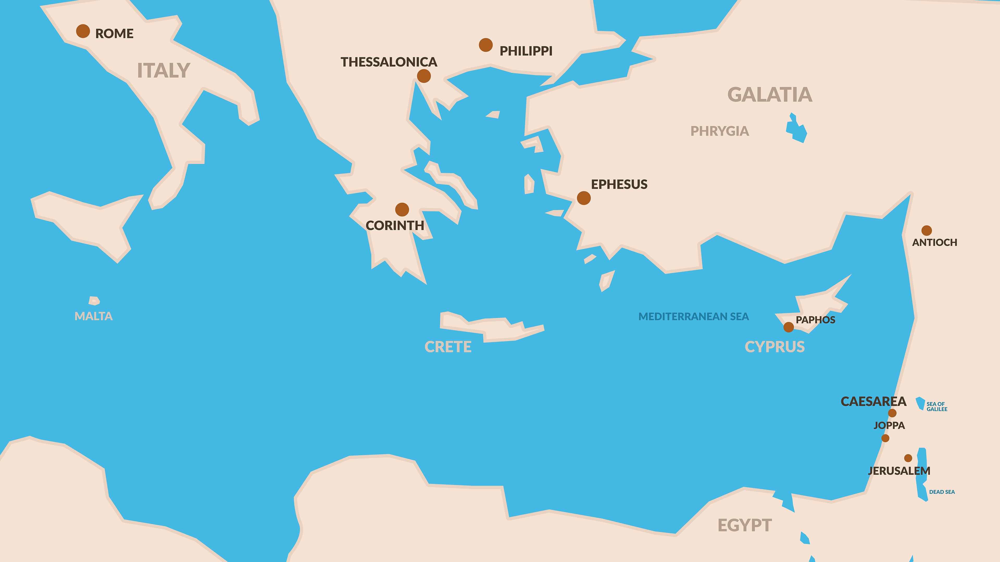 ROME
PHILIPPI
THESSALONICA
ITALY
GALATIA
PHRYGIA
EPHESUS
CORINTH
ANTIOCH
MALTA
MEDITERRANEAN SEA
PAPHOS
CRETE
CYPRUS
CAESAREA
SEA OF
GALILEE
JOPPA
JERUSALEM
DEAD SEA
EGYPT